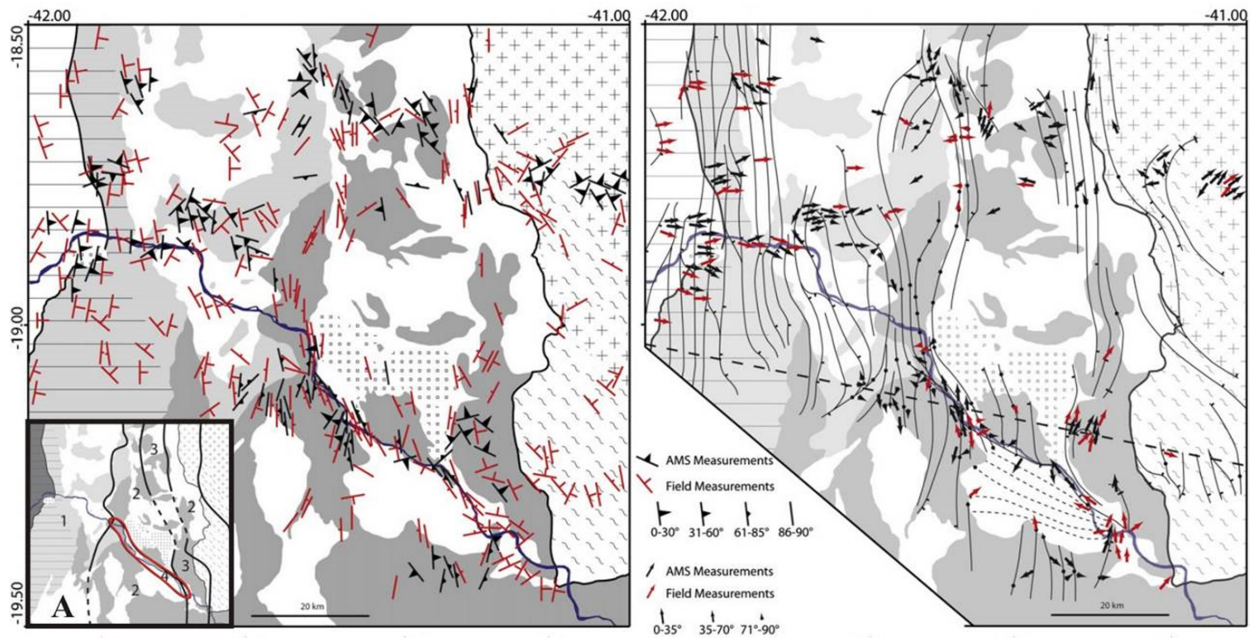 -42.00
-41.00
-42.00
-41.00
-18.50
-19.00
-19.50
3
2
2
1
3
4
2
A
20 km
AMS Measurements
Field Measurements
0-30° 31-60° 61-85° 86-90°
AMS Measurements
Field Measurements
0-35° 35-70° 71°-90°
20 km